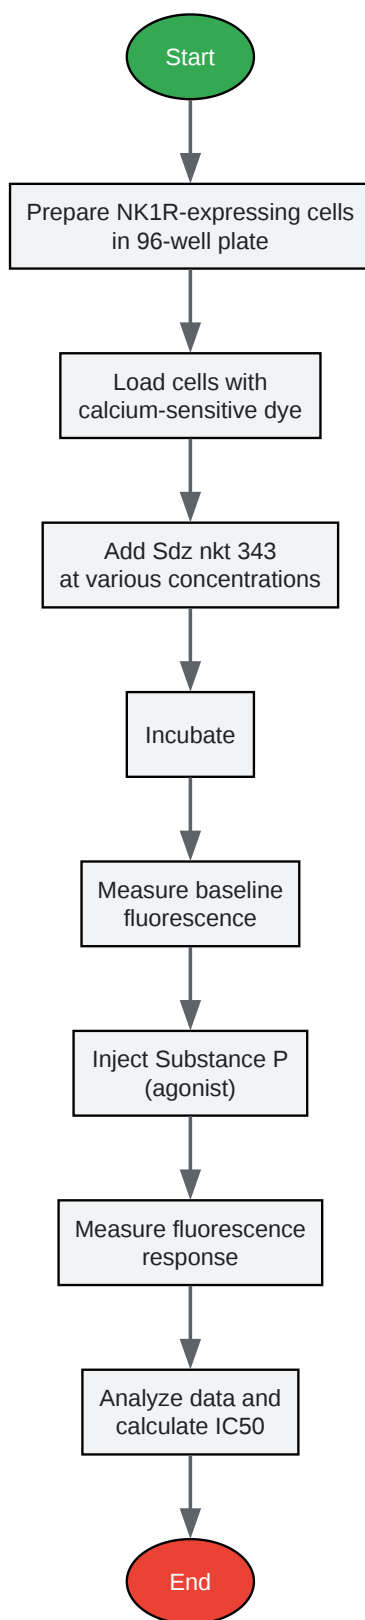 Start
Prepare NK1R-expressing cells
in 96-well plate
Load cells with
calcium-sensitive dye
Add Sdz nkt 343
at various concentrations
Incubate
Measure baseline
fluorescence
Inject Substance P
(agonist)
Measure fluorescence
response
Analyze data and
calculate IC50
End